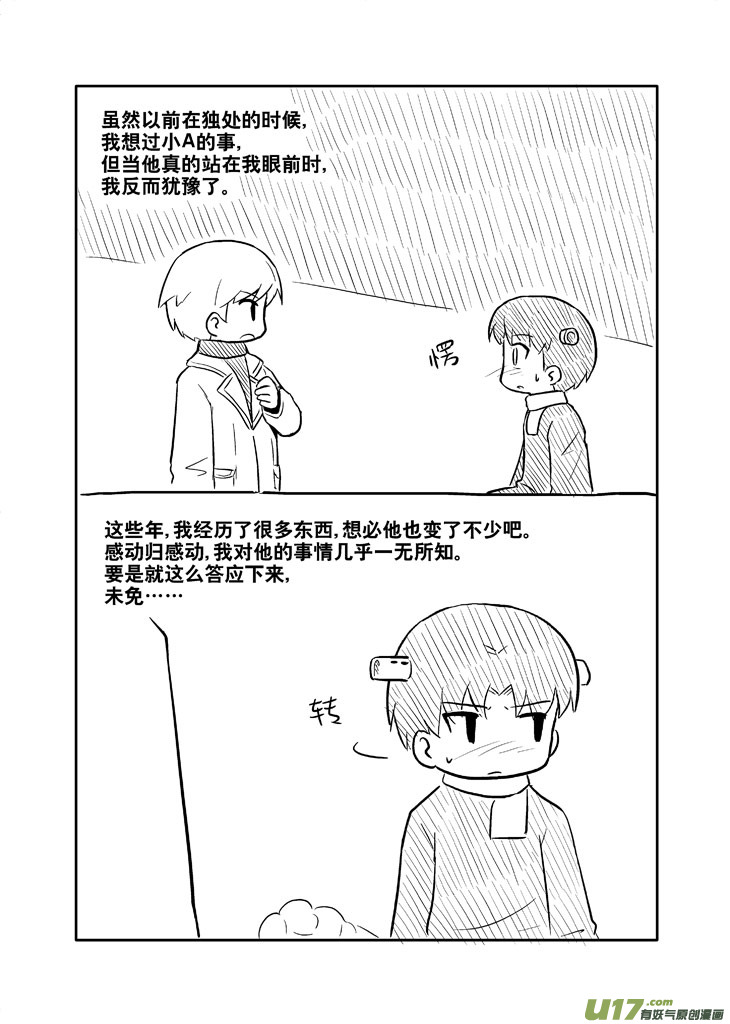 虽然以前在独处的时候,
我想过小A的事,
但当他真的站在我眼前时,
我反而犹豫了。
愣
这些年,我经历了很多东西,想必他也变了不少吧。
感动归感动,我对他的事情几乎一无所知。
要是就这么答应下来,
未免……
转
U17.com
有妖气原创漫画